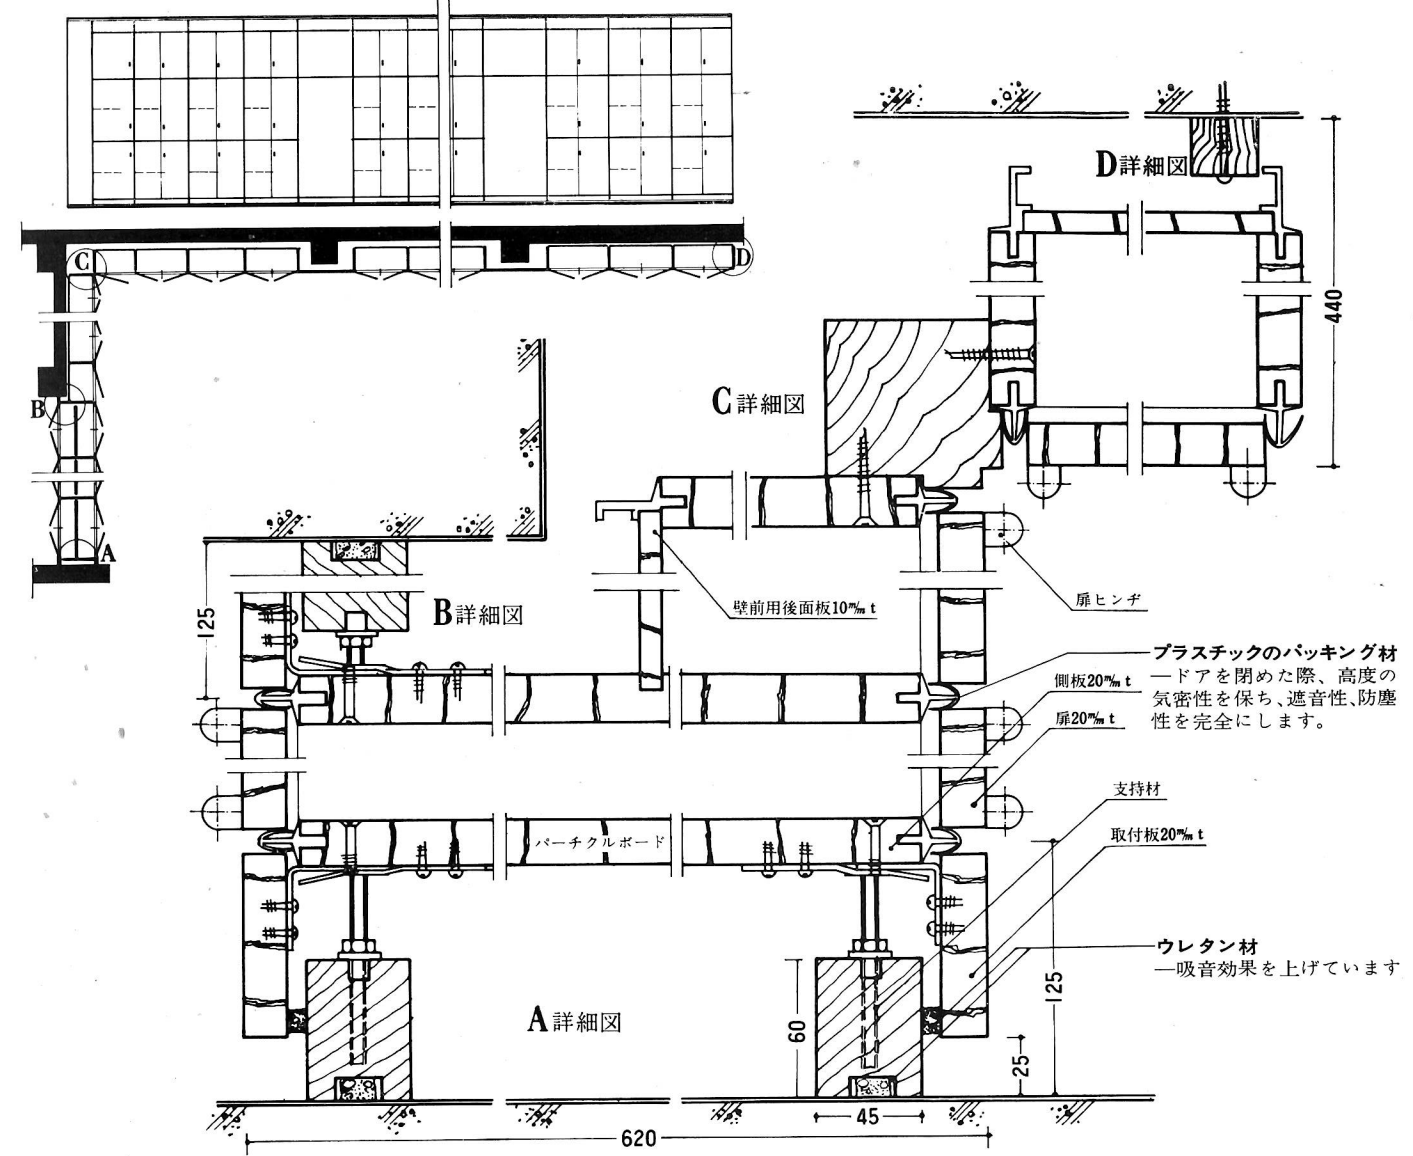 D詳細図
C
D
440
C詳細図
B
A
125
B詳細図
壁前用後面板10m/m t
扉ヒンヂ
プラスチックのパッキング材
—ドアを閉めた際、高度の
気密性を保ち、遮音性、防塵
性を完全にします。
側板20m/m t
扉20m/m t
支持材
取付板20m/m t
パーチクルボード
ウレタン材
—吸音効果を上げています
A詳細図
60
125
25
45
620